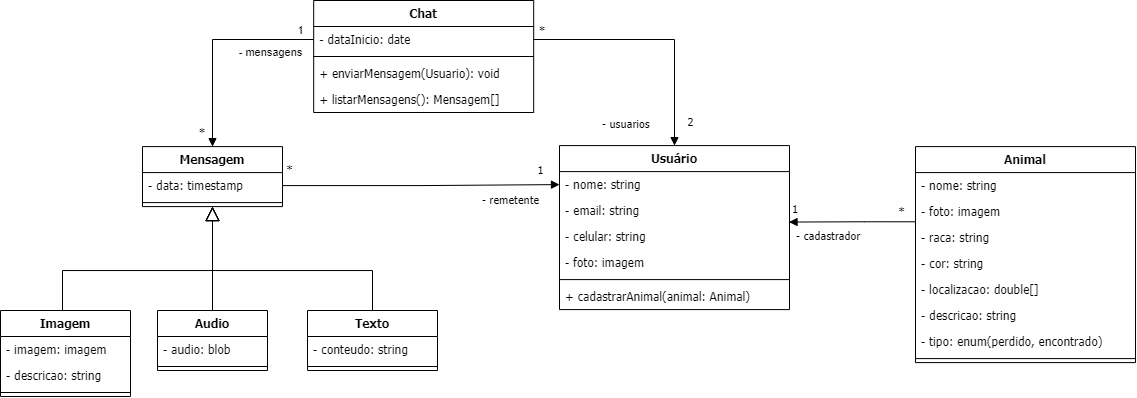 Chat
- dataInicio: date
+ enviarMensagem(Usuario): void
+ listarMensagens(): Mensagem[]
1
- mensagens
*
*
- usuarios
2
Mensagem
- data: timestamp
*
1
- remetente
Usuário
- nome: string
- email: string
- celular: string
- foto: imagem
+ cadastrarAnimal(animal: Animal)
1
*
- cadastrador
Animal
- nome: string
- foto: imagem
- raca: string
- cor: string
- localizacao: double[]
- descricao: string
- tipo: enum(perdido, encontrado)
Imagem
- imagem: imagem
- descricao: string
Audio
- audio: blob
Texto
- conteudo: string